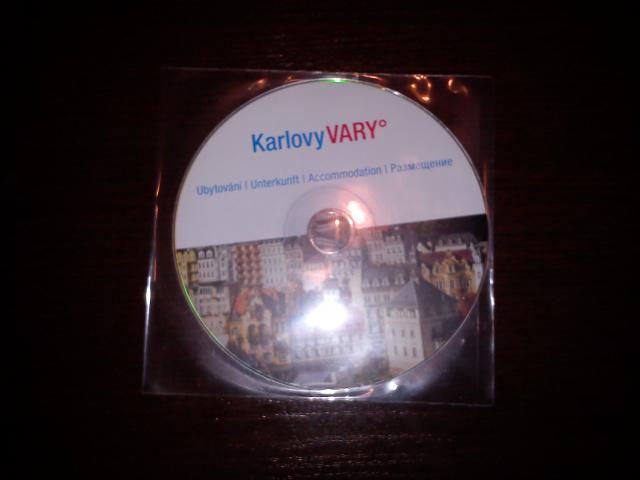 KarlovyVARY°
Ubytování | Unterkunft | Accommodation | Размещение